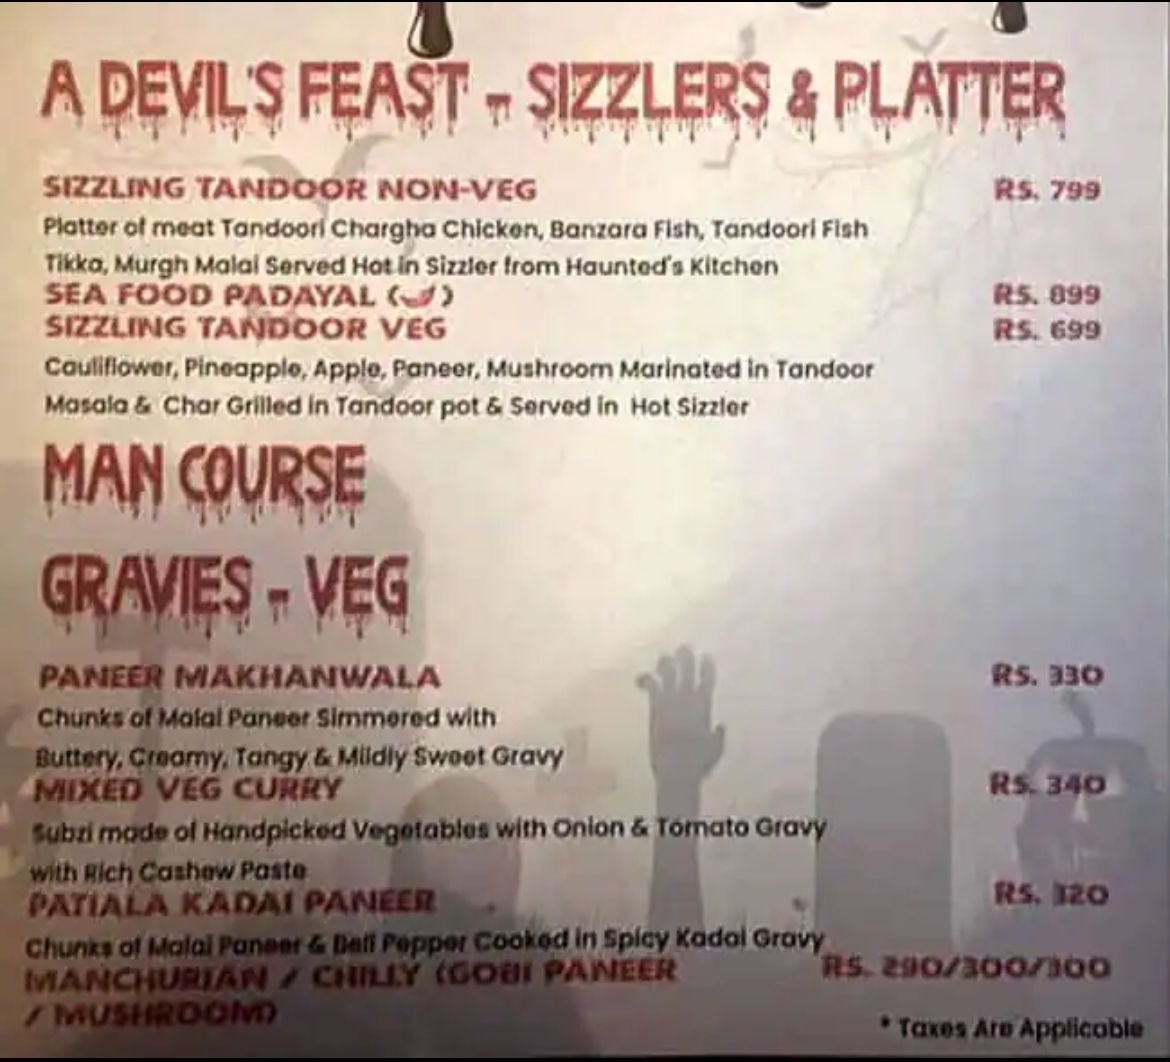 A DEVIL'S FEAST - SIZZLERS & PLATTER
SIZZLING TANDOOR NON-VEG RS. 799
Platter of meat Tandoori Chargha Chicken, Banzara Fish, Tandoori Fish
Tikka, Murgh Malai Served Hot in Sizzler from Haunted's Kitchen
SEA FOOD PADAYAL (🌶) RS. 899
SIZZLING TANDOOR VEG RS. 699
Cauliflower, Pineapple, Apple, Paneer, Mushroom Marinated in Tandoor
Masala & Char Grilled in Tandoor pot & Served in Hot Sizzler
MAN COURSE
GRAVIES - VEG
PANEER MAKHANWALA RS. 330
Chunks of Malai Paneer Simmered with
Buttery, Creamy, Tangy & Mildly Sweet Gravy
MIXED VEG CURRY RS. 340
Subzi made of Handpicked Vegetables with Onion & Tomato Gravy
with Rich Cashew Paste
PATIALA KADAI PANEER RS. 320
Chunks of Malai Paneer & Bell Pepper Cooked in Spicy Kadai Gravy
MANCHURIAN / CHILLY (GOBI PANEER RS. 290/300/300
/ MUSHROOM)
* Taxes Are Applicable